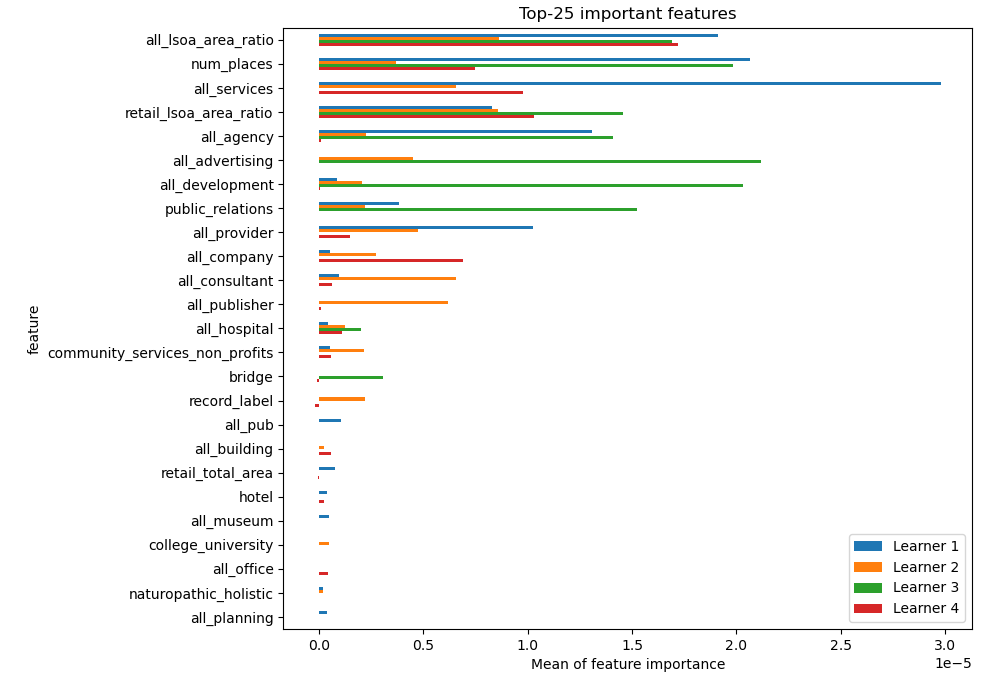 Top-25 important features
all_lsoa_area_ratio
num_places
all_services
retail_lsoa_area_ratio
all_agency
all_advertising
all_development
public_relations
all_provider
all_company
all_consultant
all_publisher
all_hospital
community_services_non_profits
bridge
record_label
all_pub
all_building
retail_total_area
hotel
all_museum
college_university
all_office
naturopathic_holistic
all_planning
feature
Learner 1
Learner 2
Learner 3
Learner 4
0.0 0.5 1.0 1.5 2.0 2.5 3.0
Mean of feature importance
1e−5